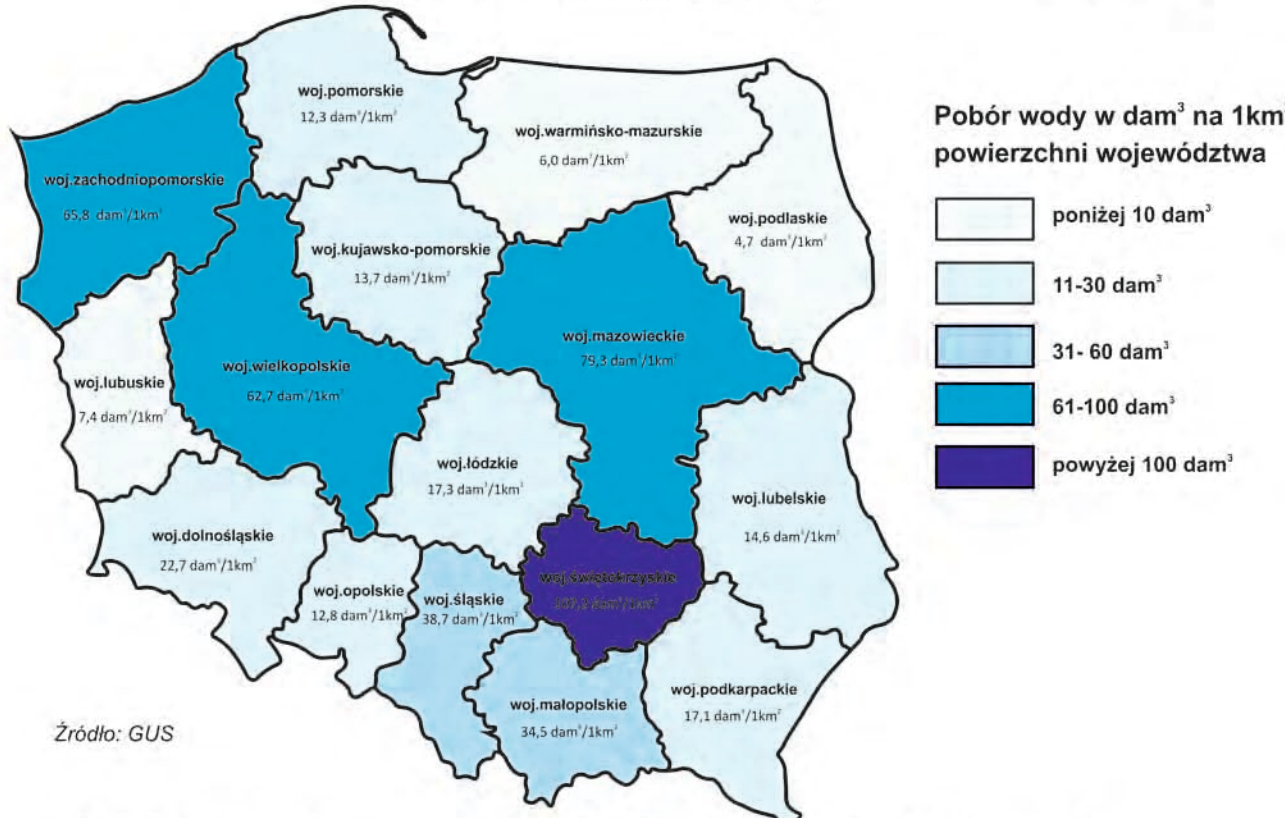 woj.pomorskie
12,3 dam³/1km²
woj.warmińsko-mazurskie
6,0 dam³/1km²
woj.zachodniopomorskie
65,8 dam³/1km²
woj.podlaskie
4,7 dam³/1km²
woj.kujawsko-pomorskie
13,7 dam³/1km²
woj.mazowieckie
79,3 dam³/1km²
woj.wielkopolskie
62,7 dam³/1km²
woj.lubuskie
7,4 dam³/1km²
woj.łódzkie
17,3 dam³/1km²
woj.lubelskie
14,6 dam³/1km²
woj.dolnośląskie
22,7 dam³/1km²
woj.opolskie
12,8 dam³/1km²
woj.śląskie
38,7 dam³/1km²
woj.świętokrzyskie
dam³/1km²
woj.małopolskie
34,5 dam³/1km²
woj.podkarpackie
17,1 dam³/1km²
Źródło: GUS
Pobór wody w dam³ na 1km
powierzchni województwa
poniżej 10 dam³
11-30 dam³
31- 60 dam³
61-100 dam³
powyżej 100 dam³